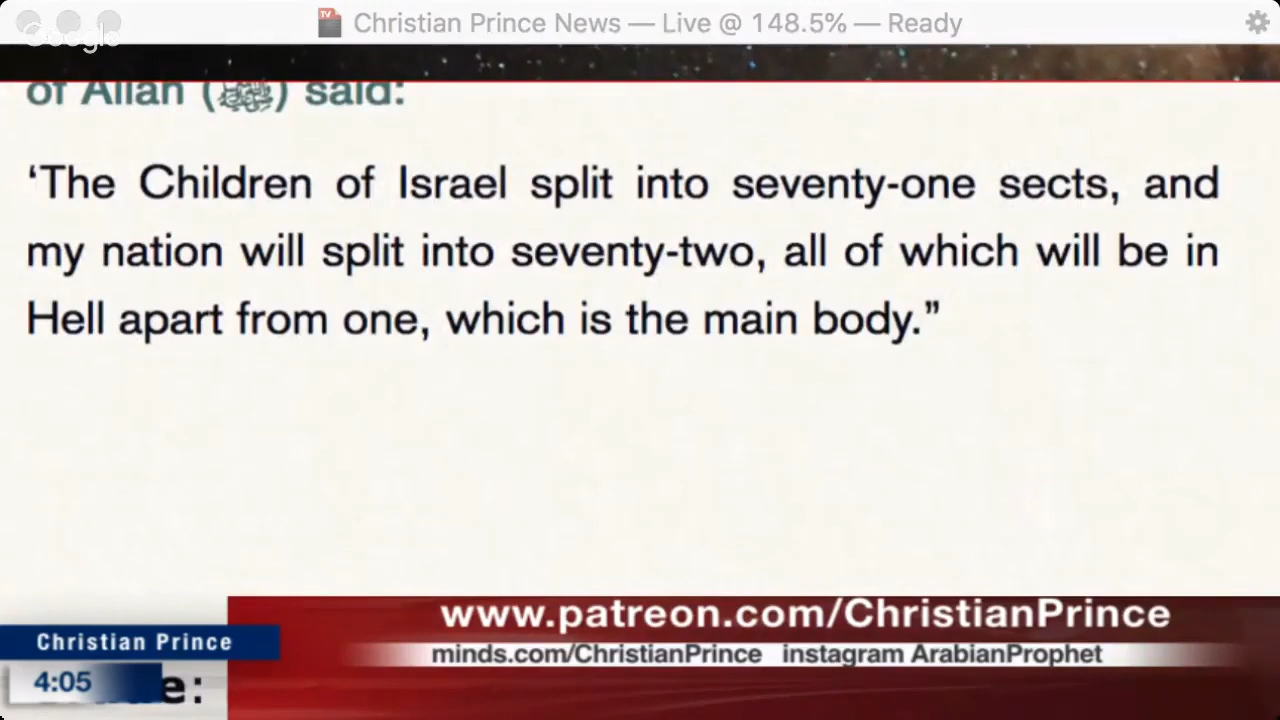 Christian Prince News — Live @ 148.5% — Ready
Google
of Allah (ﷺ) said:
‘The Children of Israel split into seventy-one sects, and
my nation will split into seventy-two, all of which will be in
Hell apart from one, which is the main body.”
www.patreon.com/ChristianPrince
Christian Prince
minds.com/ChristianPrince instagram ArabianProphet
4:05
e: